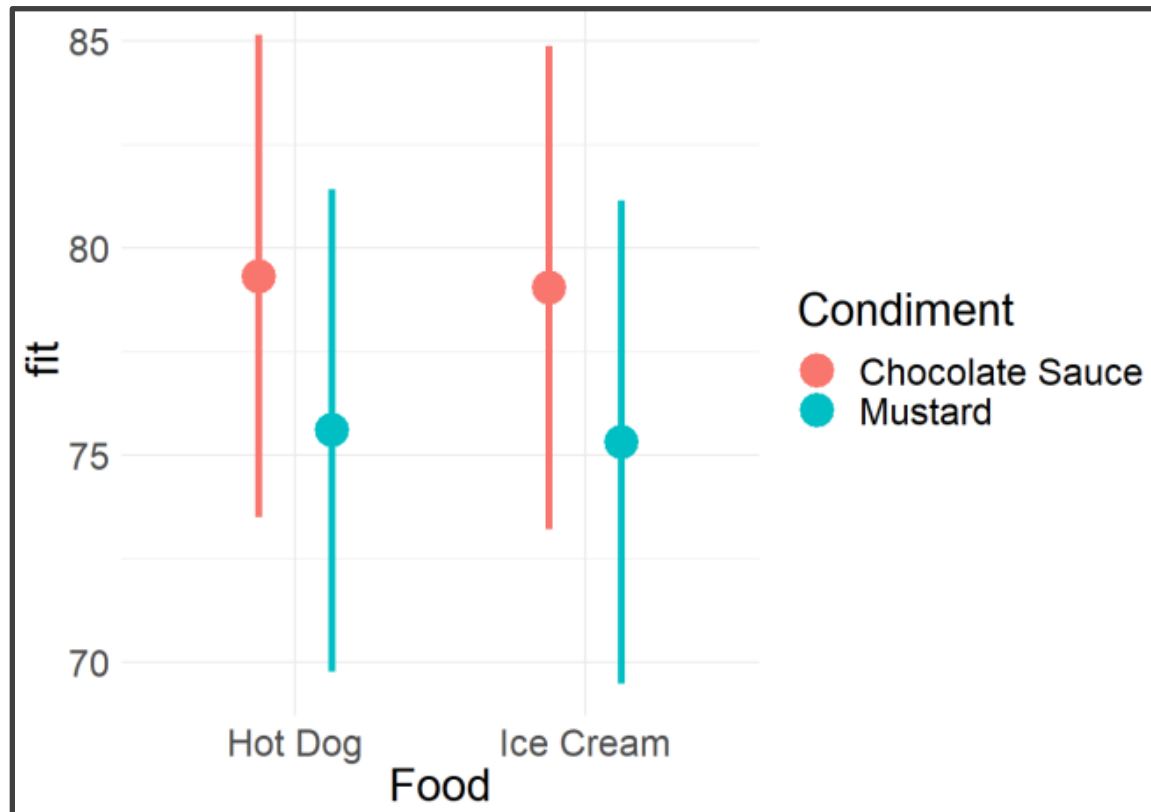 85
80
75
70
fit
Hot Dog
Ice Cream
Food
Condiment
Chocolate Sauce
Mustard